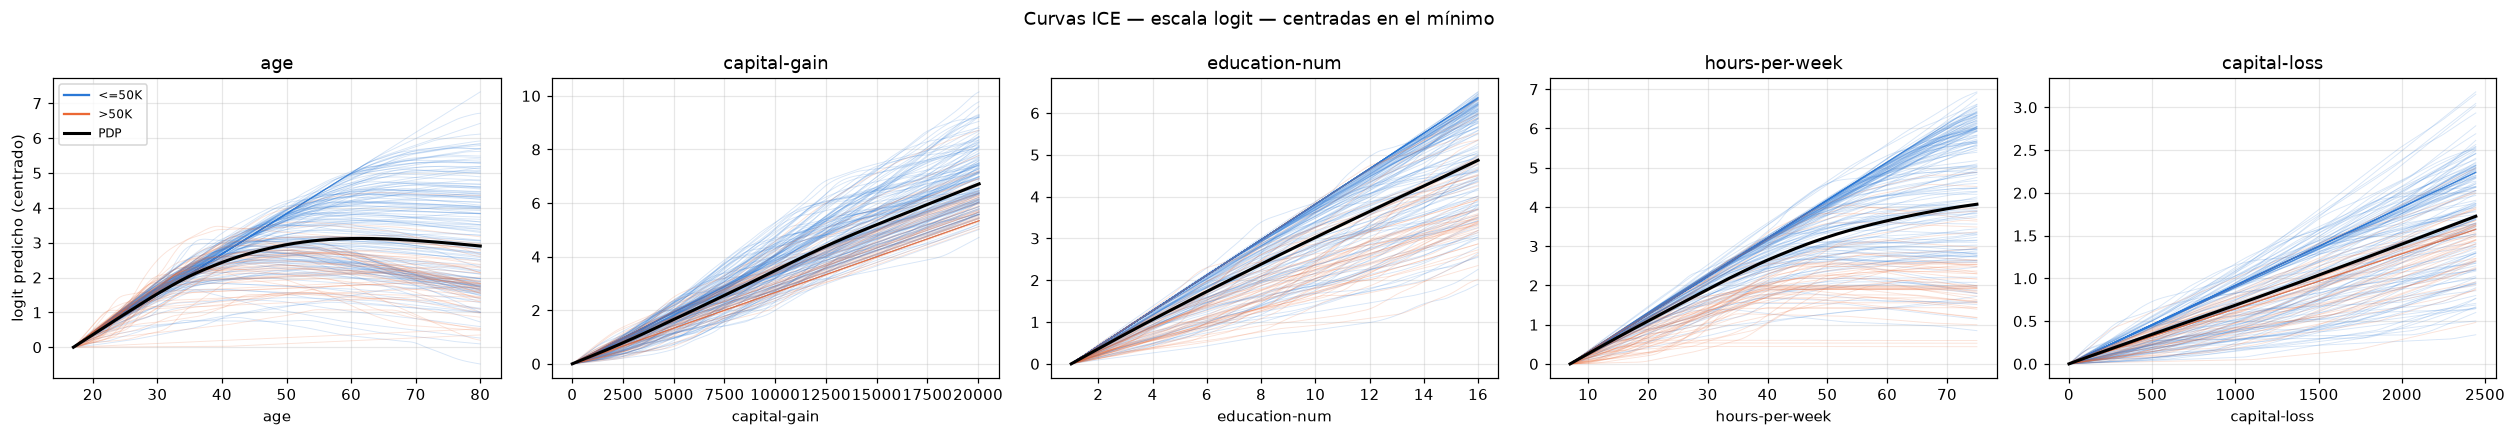 Curvas ICE — escala logit — centradas en el mínimo
age
capital-gain
education-num
hours-per-week
capital-loss
<=50K
>50K
PDP
logit predicho (centrado)
7
6
5
4
3
2
1
0
20 30 40 50 60 70 80
age
10
8
6
4
2
0
0 2500 5000 7500 10000 12500 15000 17500 20000
capital-gain
6
5
4
3
2
1
0
2 4 6 8 10 12 14 16
education-num
7
6
5
4
3
2
1
0
10 20 30 40 50 60 70
hours-per-week
3.0
2.5
2.0
1.5
1.0
0.5
0.0
0 500 1000 1500 2000 2500
capital-loss